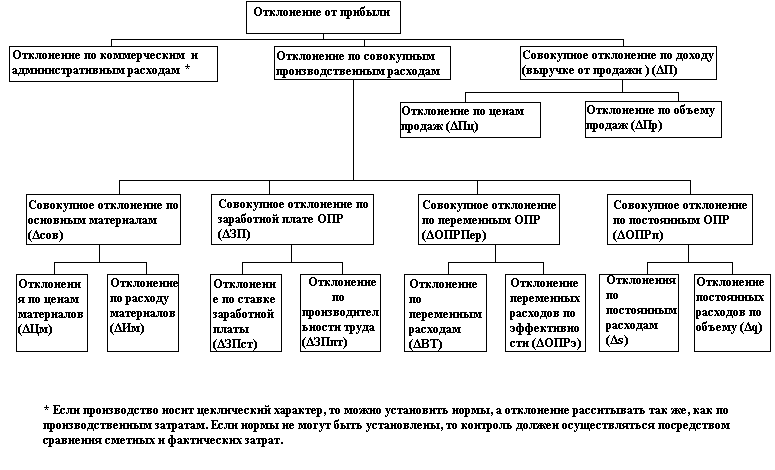 Отклонение от прибыли
Отклонение по коммерческим и
административным расходам *
Отклонение по совокупным
производственным расходам
Совокупное отклонение по доходу
(выручке от продажи ) (ΔП)
Отклонение по ценам
продаж (ΔПц)
Отклонение по объему
продаж (ΔПр)
Совокупное отклонение по
основным материалам
(Δсов)
Совокупное отклонение по
заработной плате ОПР
(ΔЗП)
Совокупное отклонение
по переменным ОПР
(ΔОПРПер)
Совокупное отклонение
по постоянным ОПР
(ΔОПРп)
Отклонени
я по ценам
материалов
(ΔЦм)
Отклонение
по расходу
материалов
(ΔИм)
Отклонени
е по ставке
заработной
платы
(ΔЗПст)
Отклонение
по
производител
ьности труда
(ΔЗПпт)
Отклонение
по
переменным
расходам
(ΔВТ)
Отклонение
переменных
расходов по
эффективно
сти (ΔОПРэ)
Отклонения
по
постоянным
расходам
(Δs)
Отклонение
постоянных
расходов по
объему (Δq)
* Если производство носит цеклический характер, то можно установить нормы, а отклонение рассчитывать так же, как по
производственным затратам. Если нормы не могут быть установлены, то контроль должен осуществляться посредством
сравнения сметных и фактических затрат.